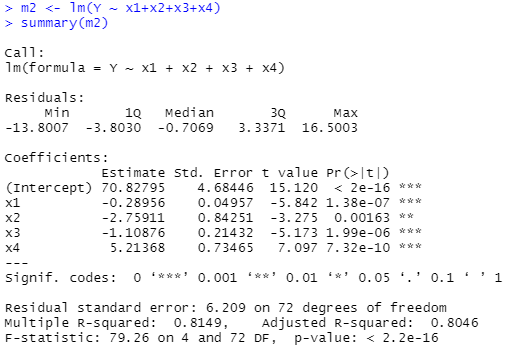 > m2 <- lm(Y ~ x1+x2+x3+x4)
> summary(m2)
Call:
lm(formula = Y ~ x1 + x2 + x3 + x4)
Residuals:
Min 1Q Median 3Q Max
-13.8007 -3.8030 -0.7069 3.3371 16.5003
Coefficients:
Estimate Std. Error t value Pr(>|t|)
(Intercept) 70.82795 4.68446 15.120 < 2e-16 ***
x1 -0.28956 0.04957 -5.842 1.38e-07 ***
x2 -2.75911 0.84251 -3.275 0.00163 **
x3 -1.10876 0.21432 -5.173 1.99e-06 ***
x4 5.21368 0.73465 7.097 7.32e-10 ***
---
Signif. codes: 0 ‘***’ 0.001 ‘**’ 0.01 ‘*’ 0.05 ‘.’ 0.1 ‘ ’ 1
Residual standard error: 6.209 on 72 degrees of freedom
Multiple R-squared: 0.8149, Adjusted R-squared: 0.8046
F-statistic: 79.26 on 4 and 72 DF, p-value: < 2.2e-16